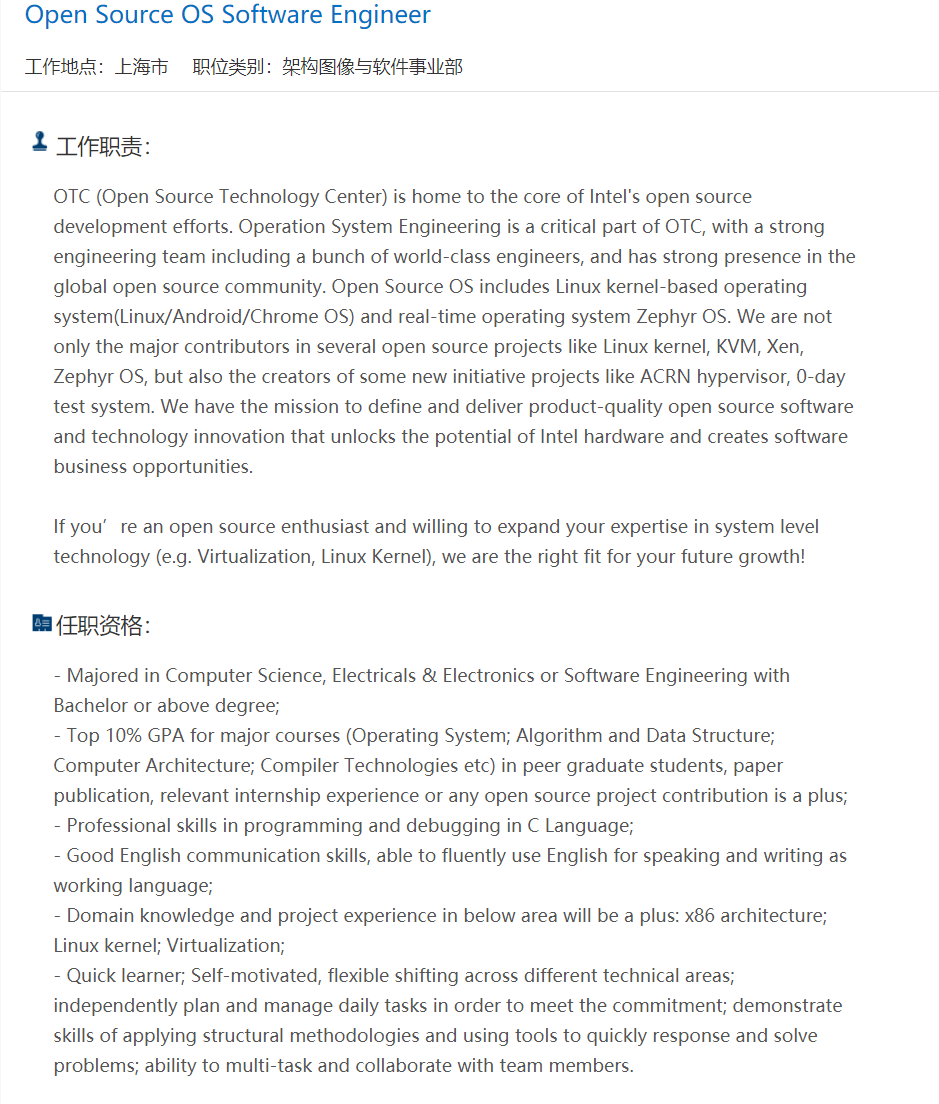 Open Source OS Software Engineer
工作地点：上海市 职位类别：架构图像与软件事业部
工作职责：
OTC (Open Source Technology Center) is home to the core of Intel's open source
development efforts. Operation System Engineering is a critical part of OTC, with a strong
engineering team including a bunch of world-class engineers, and has strong presence in the
global open source community. Open Source OS includes Linux kernel-based operating
system(Linux/Android/Chrome OS) and real-time operating system Zephyr OS. We are not
only the major contributors in several open source projects like Linux kernel, KVM, Xen,
Zephyr OS, but also the creators of some new initiative projects like ACRN hypervisor, 0-day
test system. We have the mission to define and deliver product-quality open source software
and technology innovation that unlocks the potential of Intel hardware and creates software
business opportunities.
If you’re an open source enthusiast and willing to expand your expertise in system level
technology (e.g. Virtualization, Linux Kernel), we are the right fit for your future growth!
任职资格：
- Majored in Computer Science, Electricals & Electronics or Software Engineering with
Bachelor or above degree;
- Top 10% GPA for major courses (Operating System; Algorithm and Data Structure;
Computer Architecture; Compiler Technologies etc) in peer graduate students, paper
publication, relevant internship experience or any open source project contribution is a plus;
- Professional skills in programming and debugging in C Language;
- Good English communication skills, able to fluently use English for speaking and writing as
working language;
- Domain knowledge and project experience in below area will be a plus: x86 architecture;
Linux kernel; Virtualization;
- Quick learner; Self-motivated, flexible shifting across different technical areas;
independently plan and manage daily tasks in order to meet the commitment; demonstrate
skills of applying structural methodologies and using tools to quickly response and solve
problems; ability to multi-task and collaborate with team members.